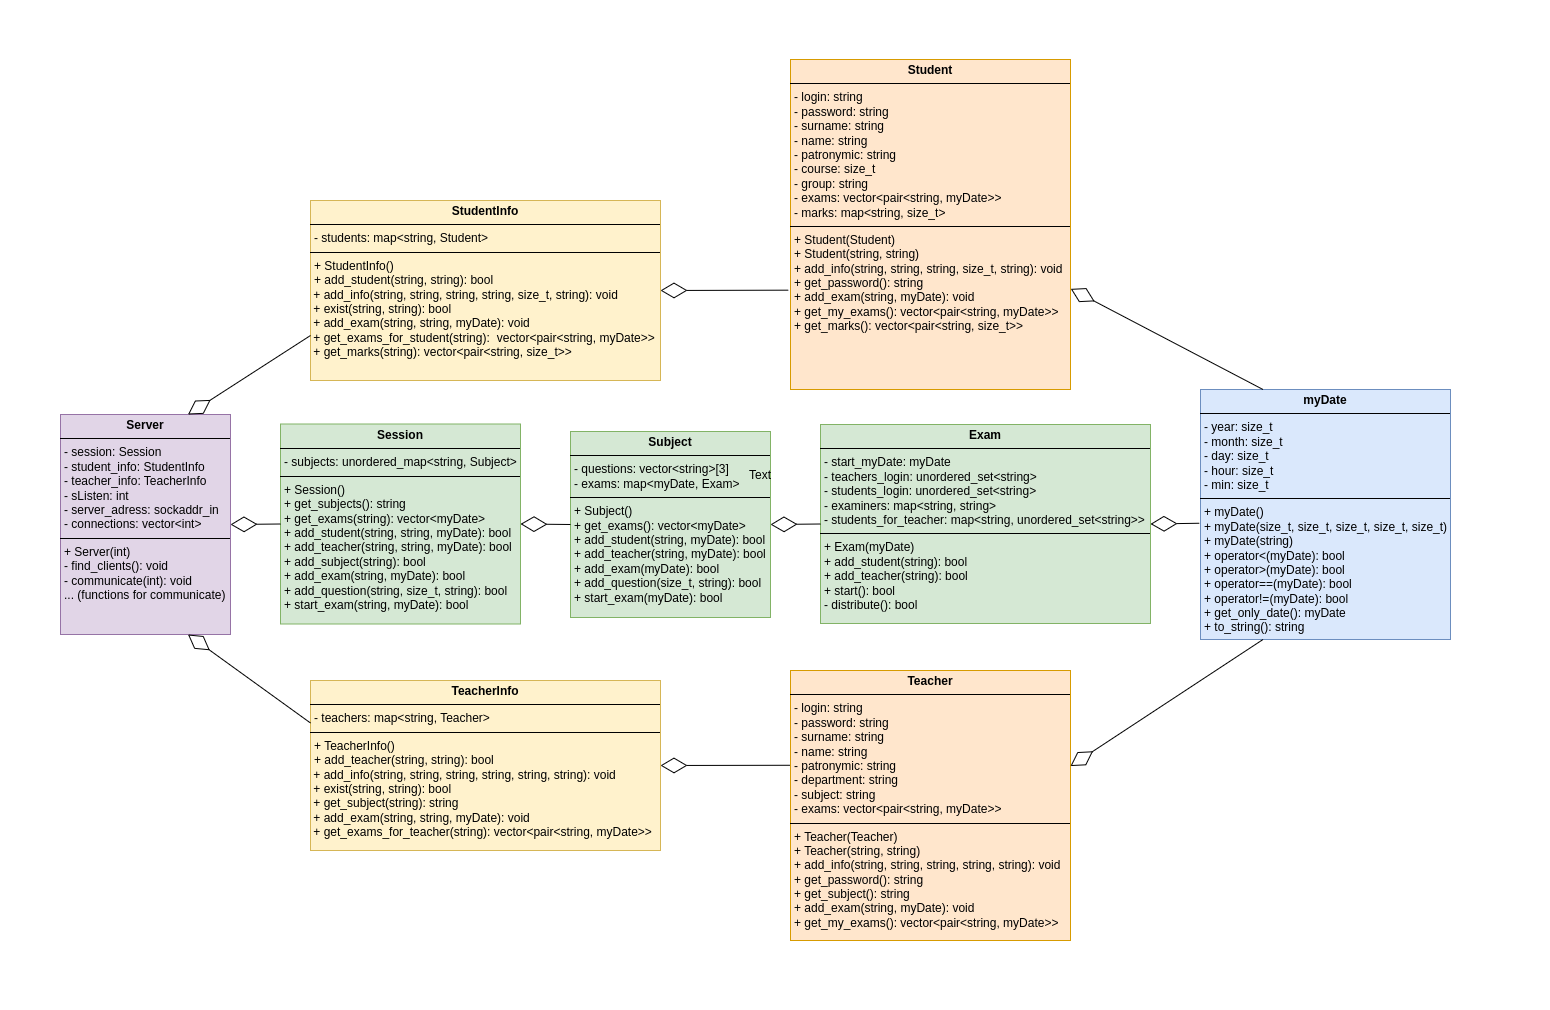 Student
- login: string
- password: string
- surname: string
- name: string
- patronymic: string
- course: size_t
- group: string
- exams: vector<pair<string, myDate>>
- marks: map<string, size_t>
+ Student(Student)
+ Student(string, string)
+ add_info(string, string, string, size_t, string): void
+ get_password(): string
+ add_exam(string, myDate): void
+ get_my_exams(): vector<pair<string, myDate>>
+ get_marks(): vector<pair<string, size_t>>
StudentInfo
- students: map<string, Student>
+ StudentInfo()
+ add_student(string, string): bool
+ add_info(string, string, string, string, size_t, string): void
+ exist(string, string): bool
+ add_exam(string, string, myDate): void
+ get_exams_for_student(string):  vector<pair<string, myDate>>
+ get_marks(string): vector<pair<string, size_t>>
Server
- session: Session
- student_info: StudentInfo
- teacher_info: TeacherInfo
- sListen: int
- server_adress: sockaddr_in
- connections: vector<int>
+ Server(int)
- find_clients(): void
- communicate(int): void
... (functions for communicate)
Session
- subjects: unordered_map<string, Subject>
+ Session()
+ get_subjects(): string
+ get_exams(string): vector<myDate>
+ add_student(string, string, myDate): bool
+ add_teacher(string, string, myDate): bool
+ add_subject(string): bool
+ add_exam(string, myDate): bool
+ add_question(string, size_t, string): bool
+ start_exam(string, myDate): bool
Subject
- questions: vector<string>[3]
Text
- exams: map<myDate, Exam>
+ Subject()
+ get_exams(): vector<myDate>
+ add_student(string, myDate): bool
+ add_teacher(string, myDate): bool
+ add_exam(myDate): bool
+ add_question(size_t, string): bool
+ start_exam(myDate): bool
Exam
- start_myDate: myDate
- teachers_login: unordered_set<string>
- students_login: unordered_set<string>
- examiners: map<string, string>
- students_for_teacher: map<string, unordered_set<string>>
+ Exam(myDate)
+ add_student(string): bool
+ add_teacher(string): bool
+ start(): bool
- distribute(): bool
myDate
- year: size_t
- month: size_t
- day: size_t
- hour: size_t
- min: size_t
+ myDate()
+ myDate(size_t, size_t, size_t, size_t, size_t)
+ myDate(string)
+ operator<(myDate): bool
+ operator>(myDate): bool
+ operator==(myDate): bool
+ operator!=(myDate): bool
+ get_only_date(): myDate
+ to_string(): string
TeacherInfo
- teachers: map<string, Teacher>
+ TeacherInfo()
+ add_teacher(string, string): bool
+ add_info(string, string, string, string, string, string): void
+ exist(string, string): bool
+ get_subject(string): string
+ add_exam(string, string, myDate): void
+ get_exams_for_teacher(string): vector<pair<string, myDate>>
Teacher
- login: string
- password: string
- surname: string
- name: string
- patronymic: string
- department: string
- subject: string
- exams: vector<pair<string, myDate>>
+ Teacher(Teacher)
+ Teacher(string, string)
+ add_info(string, string, string, string, string): void
+ get_password(): string
+ get_subject(): string
+ add_exam(string, myDate): void
+ get_my_exams(): vector<pair<string, myDate>>